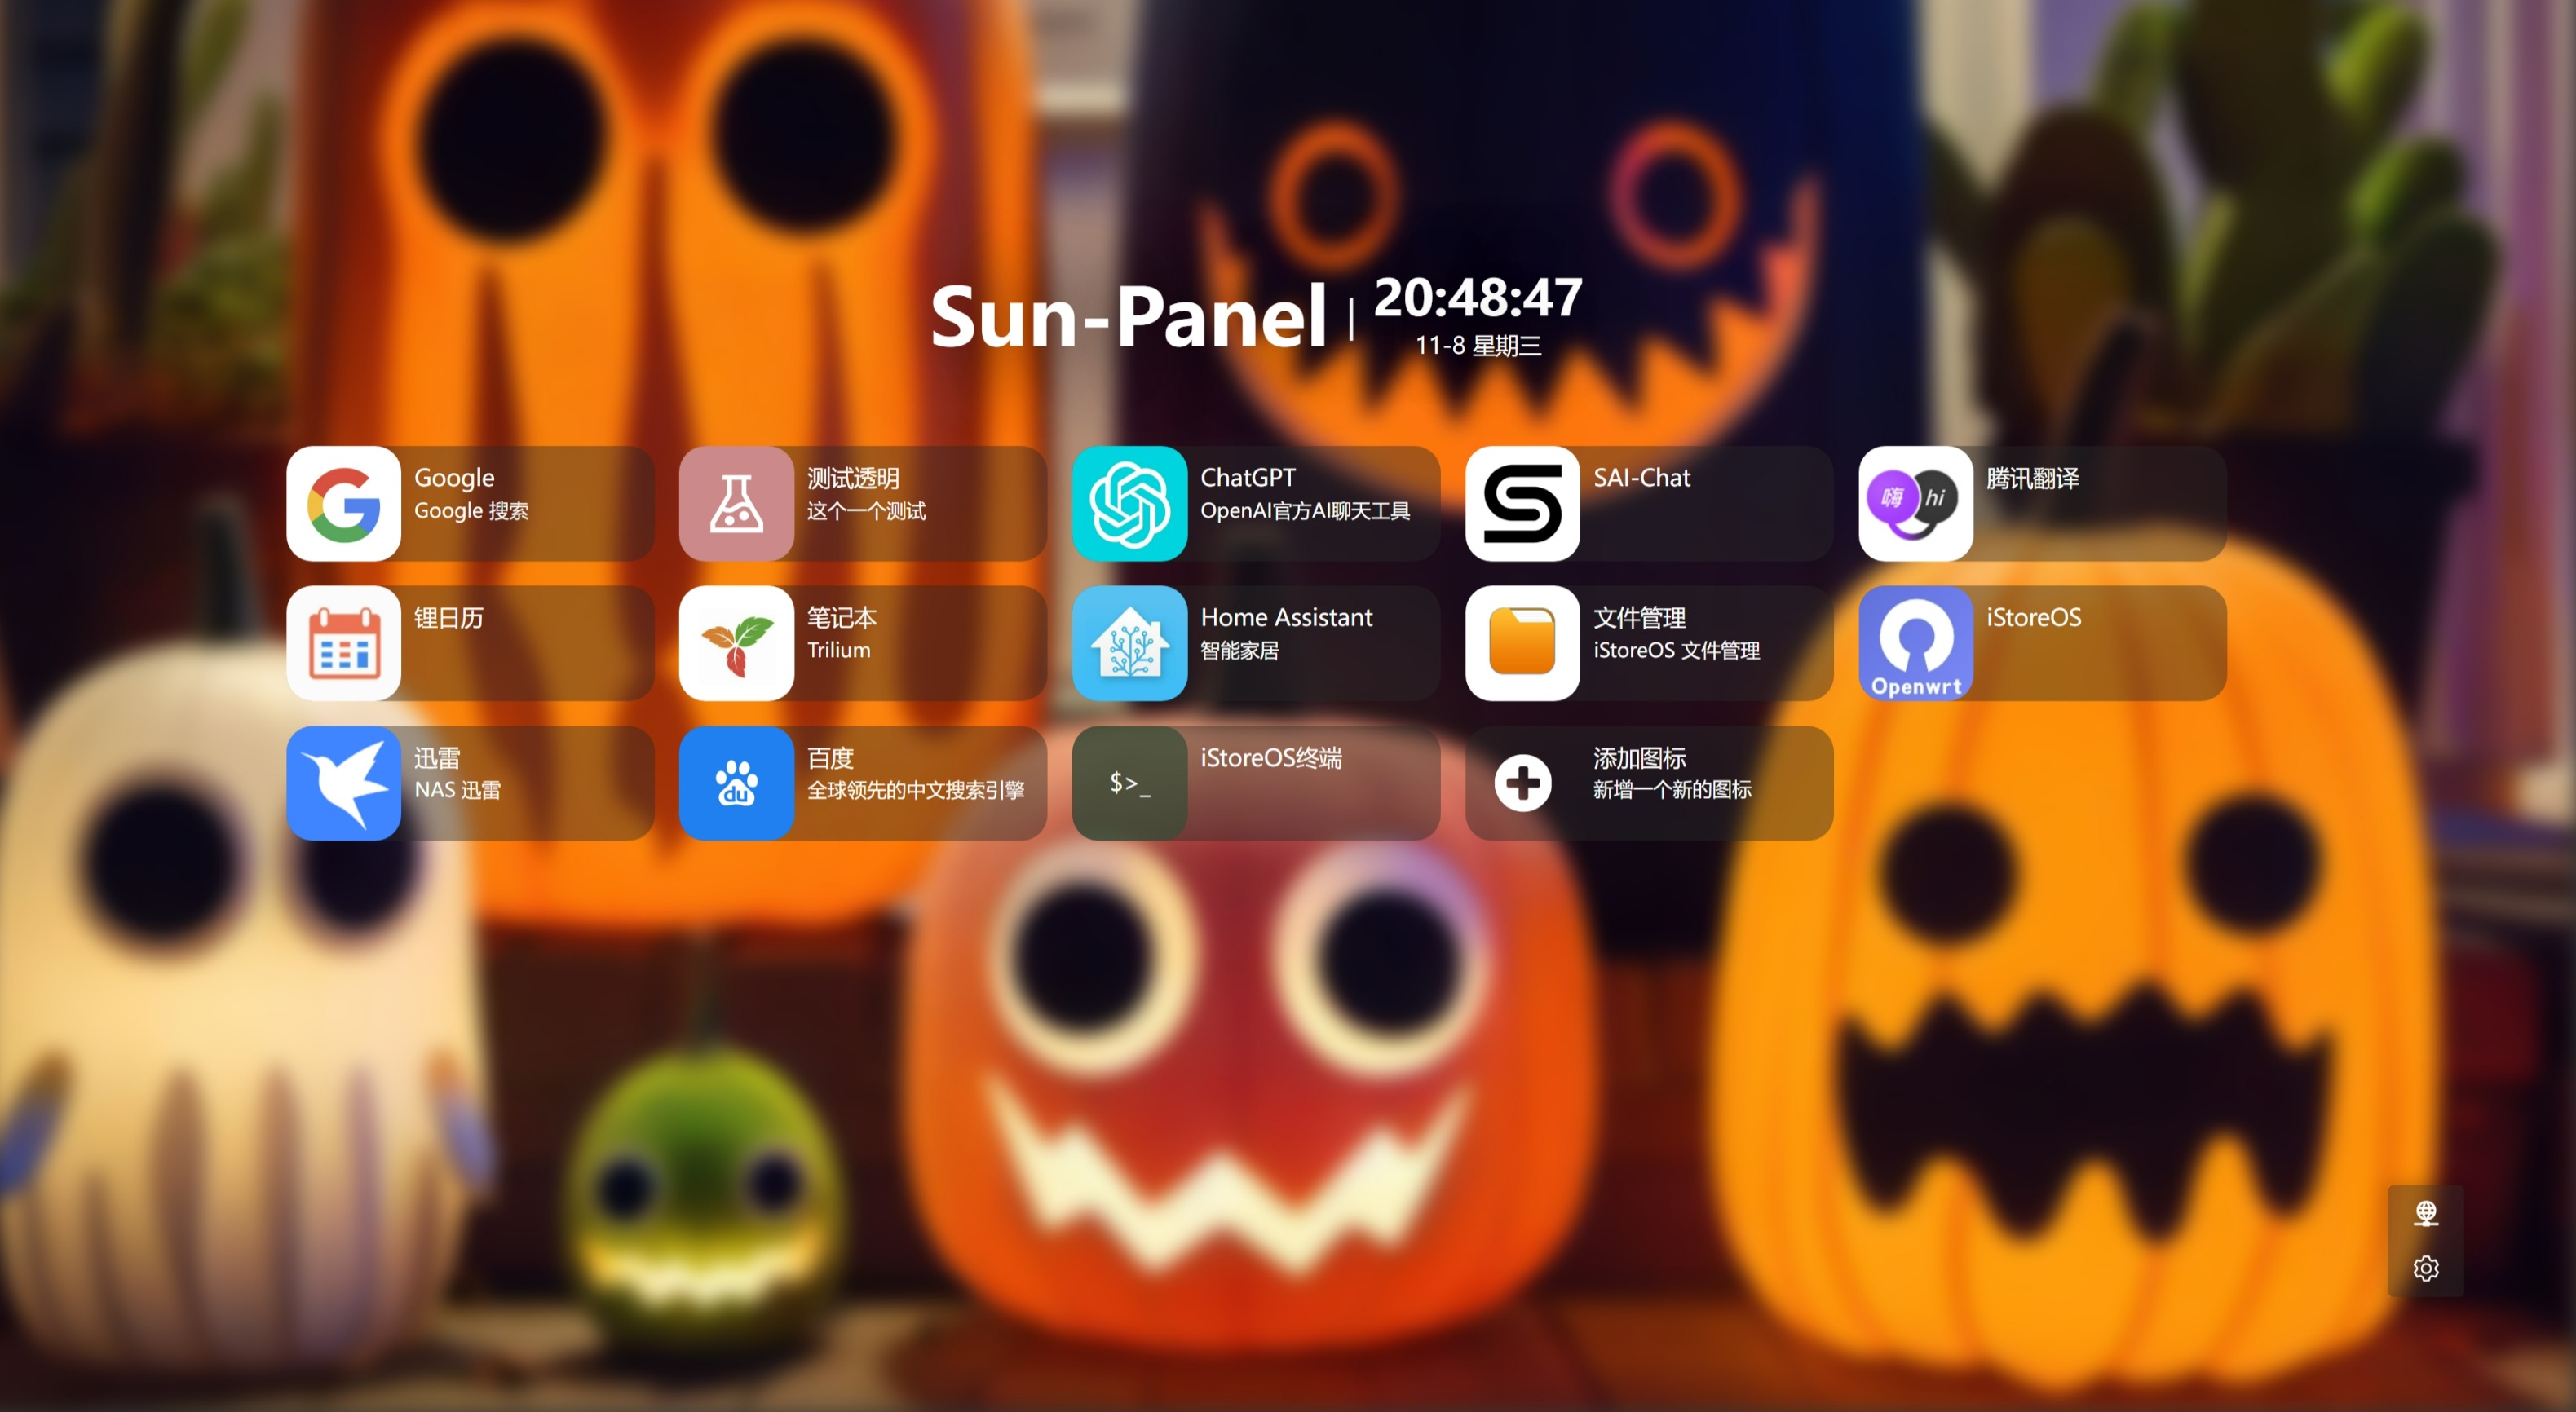 Sun-Panel
20:48:47
11-8 星期三
Google
Google 搜索
测试透明
这个一个测试
ChatGPT
OpenAI官方AI聊天工具
SAI-Chat
嗨 hi
腾讯翻译
锂日历
笔记本
Trilium
Home Assistant
智能家居
文件管理
iStoreOS 文件管理
Openwrt
iStoreOS
迅雷
NAS 迅雷
du
百度
全球领先的中文搜索引擎
$>_
iStoreOS终端
添加图标
新增一个新的图标